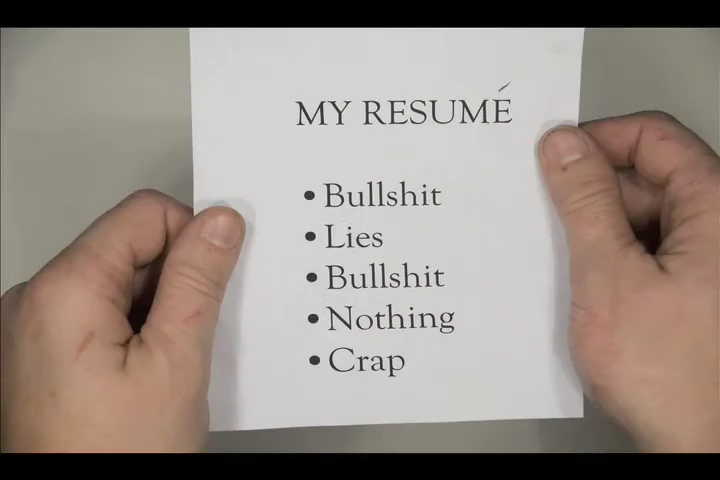 MY RESUMÉ
• Bullshit
• Lies
• Bullshit
• Nothing
• Crap